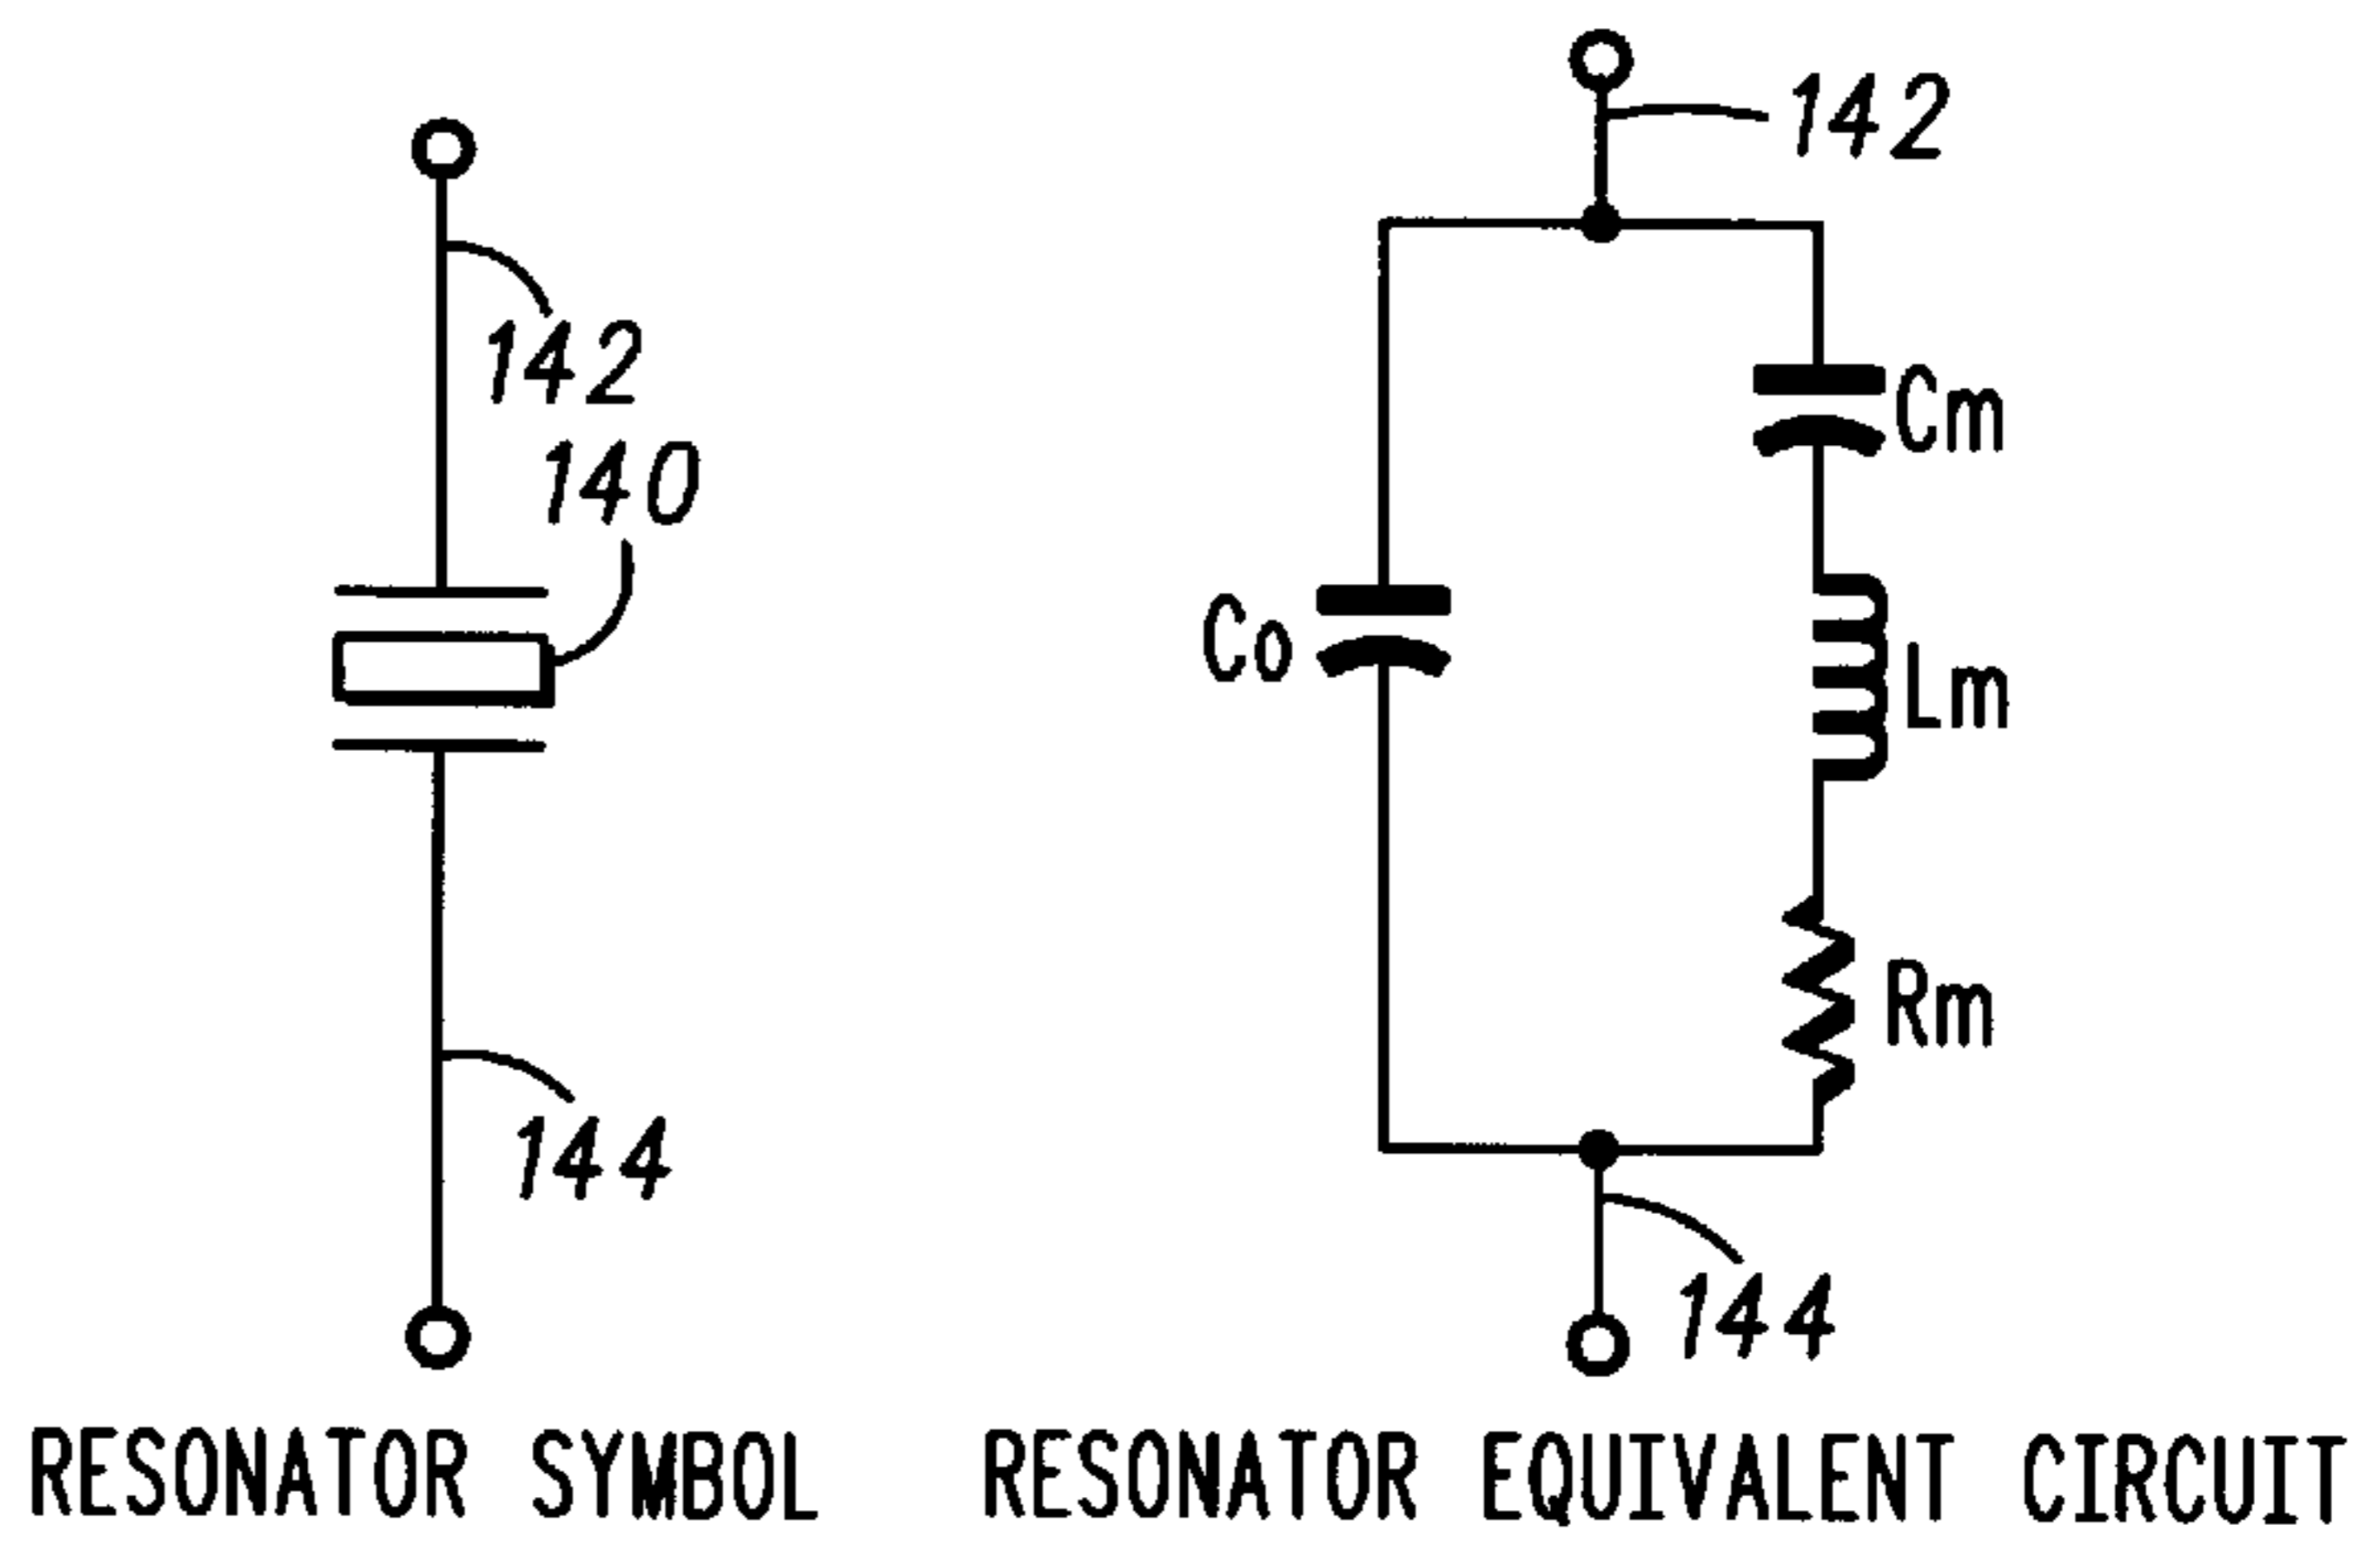 142
140
144
RESONATOR SYMBOL
142
Cm
Co
Lm
Rm
144
RESONATOR EQUIVALENT CIRCUIT